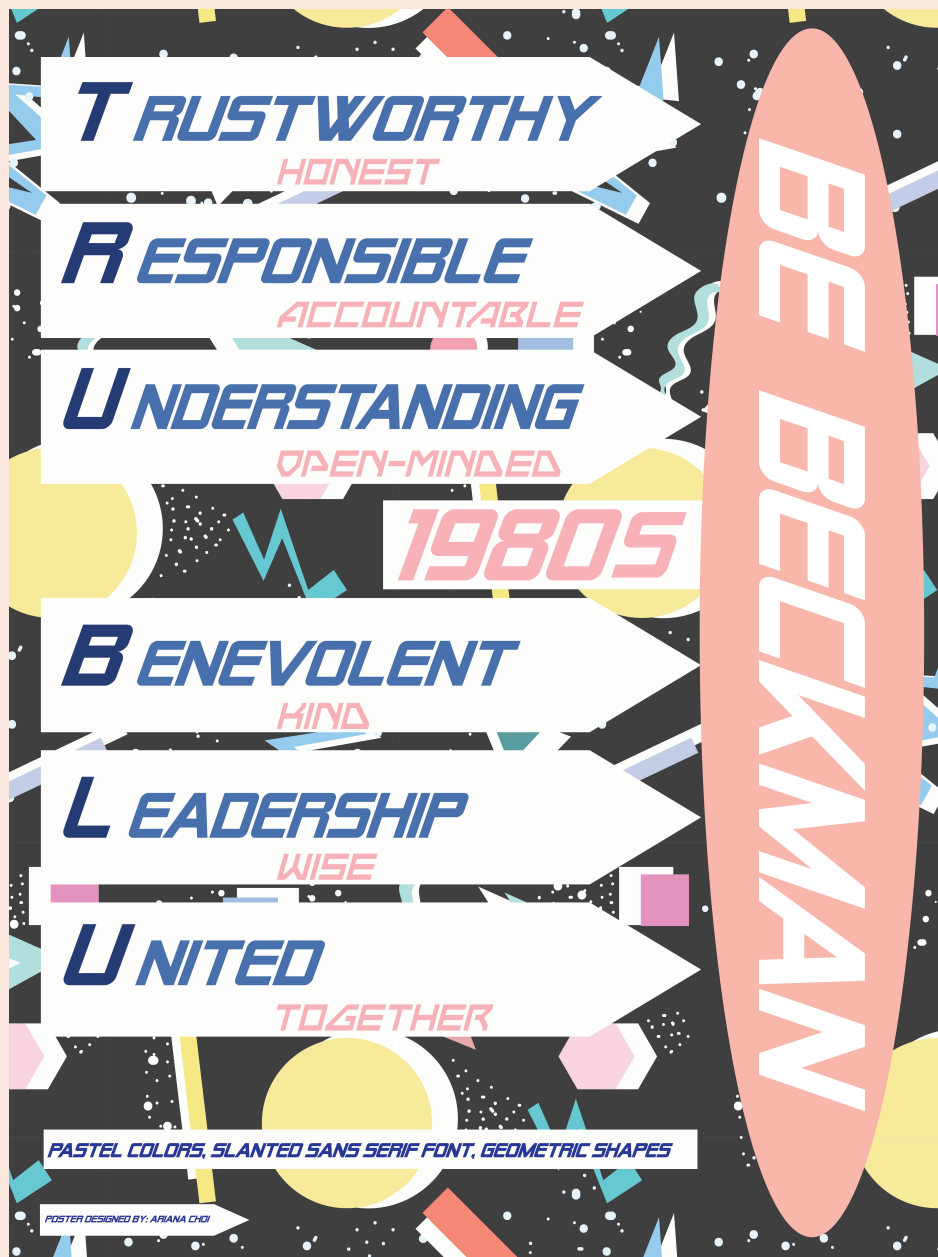 TRUSTWORTHY
HONEST
RESPONSIBLE
ACCOUNTABLE
UNDERSTANDING
OPEN-MINDED
1980S
BENEVOLENT
KIND
LEADERSHIP
WISE
UNITED
TOGETHER
BE BECKMAN
PASTEL COLORS, SLANTED SANS SERIF FONT, GEOMETRIC SHAPES
POSTER DESIGNED BY: ARIANA CHOI